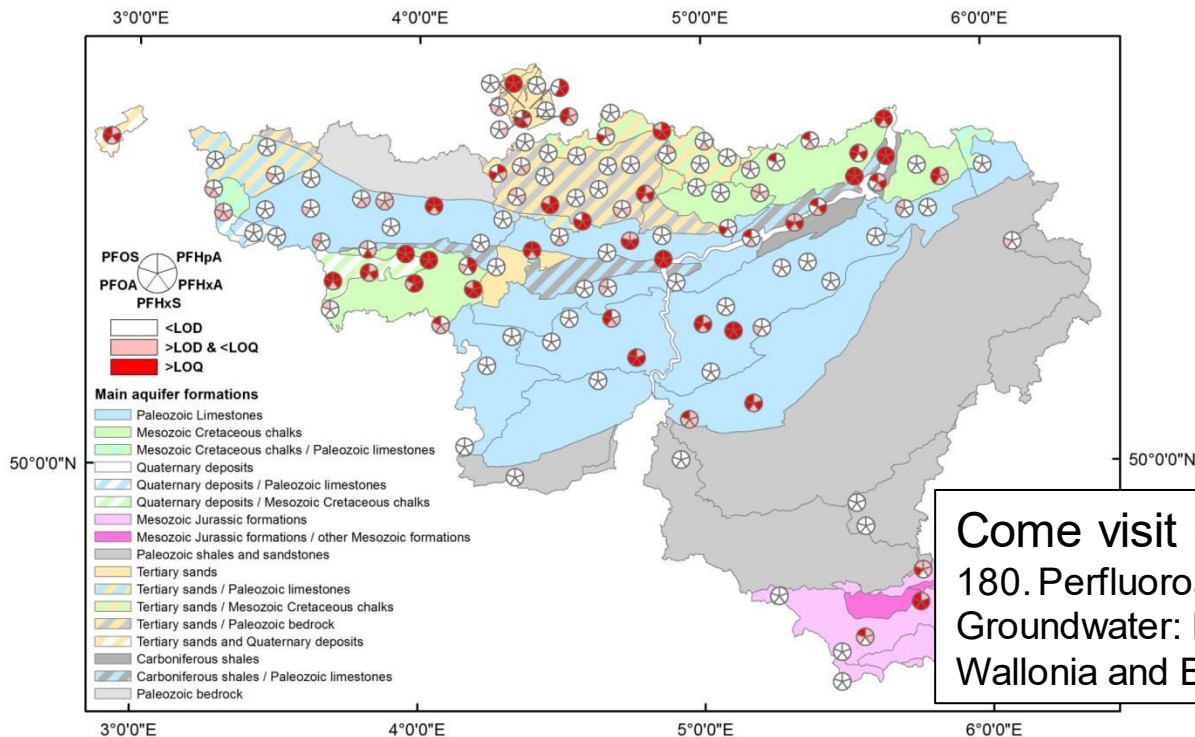 3°0'0"E 4°0'0"E 5°0'0"E 6°0'0"E
PFOS PFHpA
PFOA PFHxA
PFHxS
<LOD
>LOD & <LOQ
>LOQ
Main aquifer formations
Paleozoic Limestones
Mesozoic Cretaceous chalks
Mesozoic Cretaceous chalks / Paleozoic limestones
Quaternary deposits
Quaternary deposits / Paleozoic limestones
Quaternary deposits / Mesozoic Cretaceous chalks
Mesozoic Jurassic formations
Mesozoic Jurassic formations / other Mesozoic formations
Paleozoic shales and sandstones
Tertiary sands
Tertiary sands / Paleozoic limestones
Tertiary sands / Mesozoic Cretaceous chalks
Tertiary sands / Paleozoic bedrock
Tertiary sands and Quaternary deposits
Carboniferous shales
Carboniferous shales / Paleozoic limestones
Paleozoic bedrock
50°0'0"N 50°0'0"N
Come visit
180. Perfluoroa
Groundwater:
Wallonia and
3°0'0"E 4°0'0"E 5°0'0"E 6°0'0"E